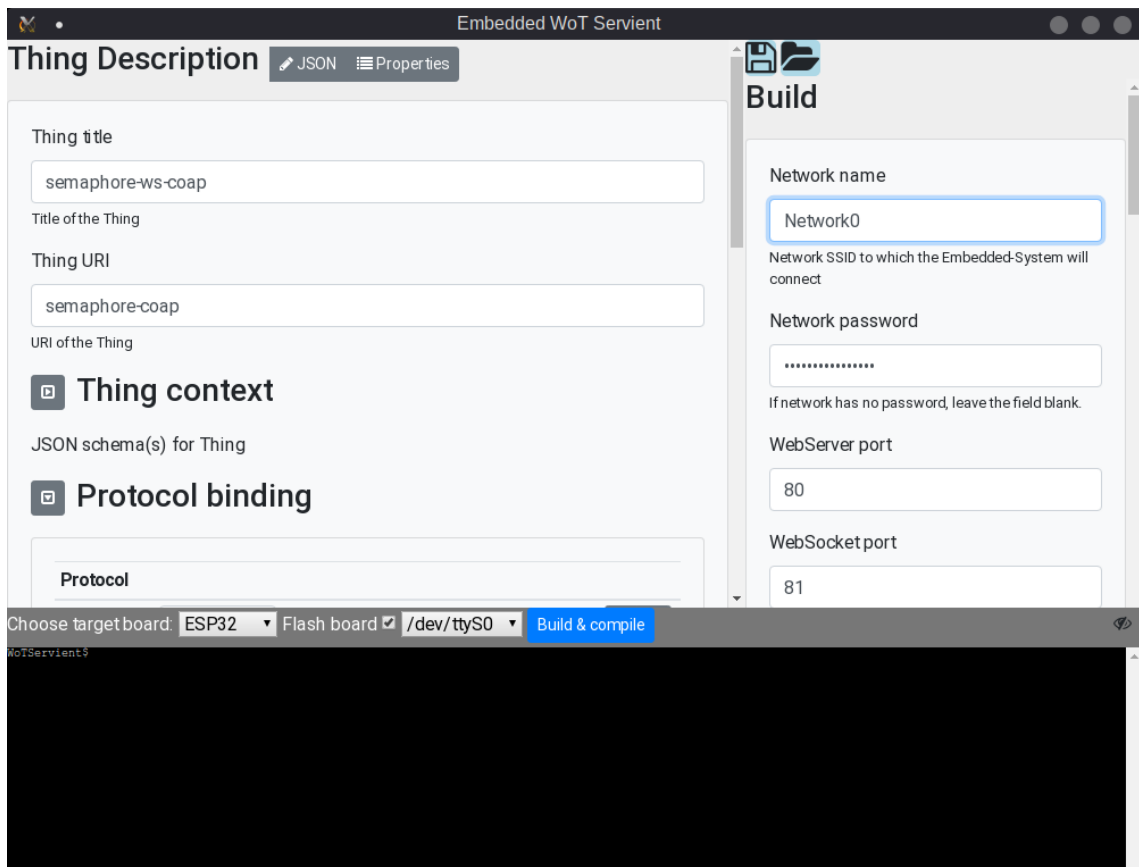 Embedded WoT Servient
Thing Description
JSON
Properties
Thing title
semaphore-ws-coap
Title of the Thing
Thing URI
semaphore-coap
URI of the Thing
Thing context
JSON schema(s) for Thing
Protocol binding
Protocol
Build
Network name
Network0
Network SSID to which the Embedded-System will
connect
Network password
••••••••••••••••
If network has no password, leave the field blank.
WebServer port
80
WebSocket port
81
Choose target board: ESP32 Flash board /dev/ttyS0 Build & compile
WoTServient$